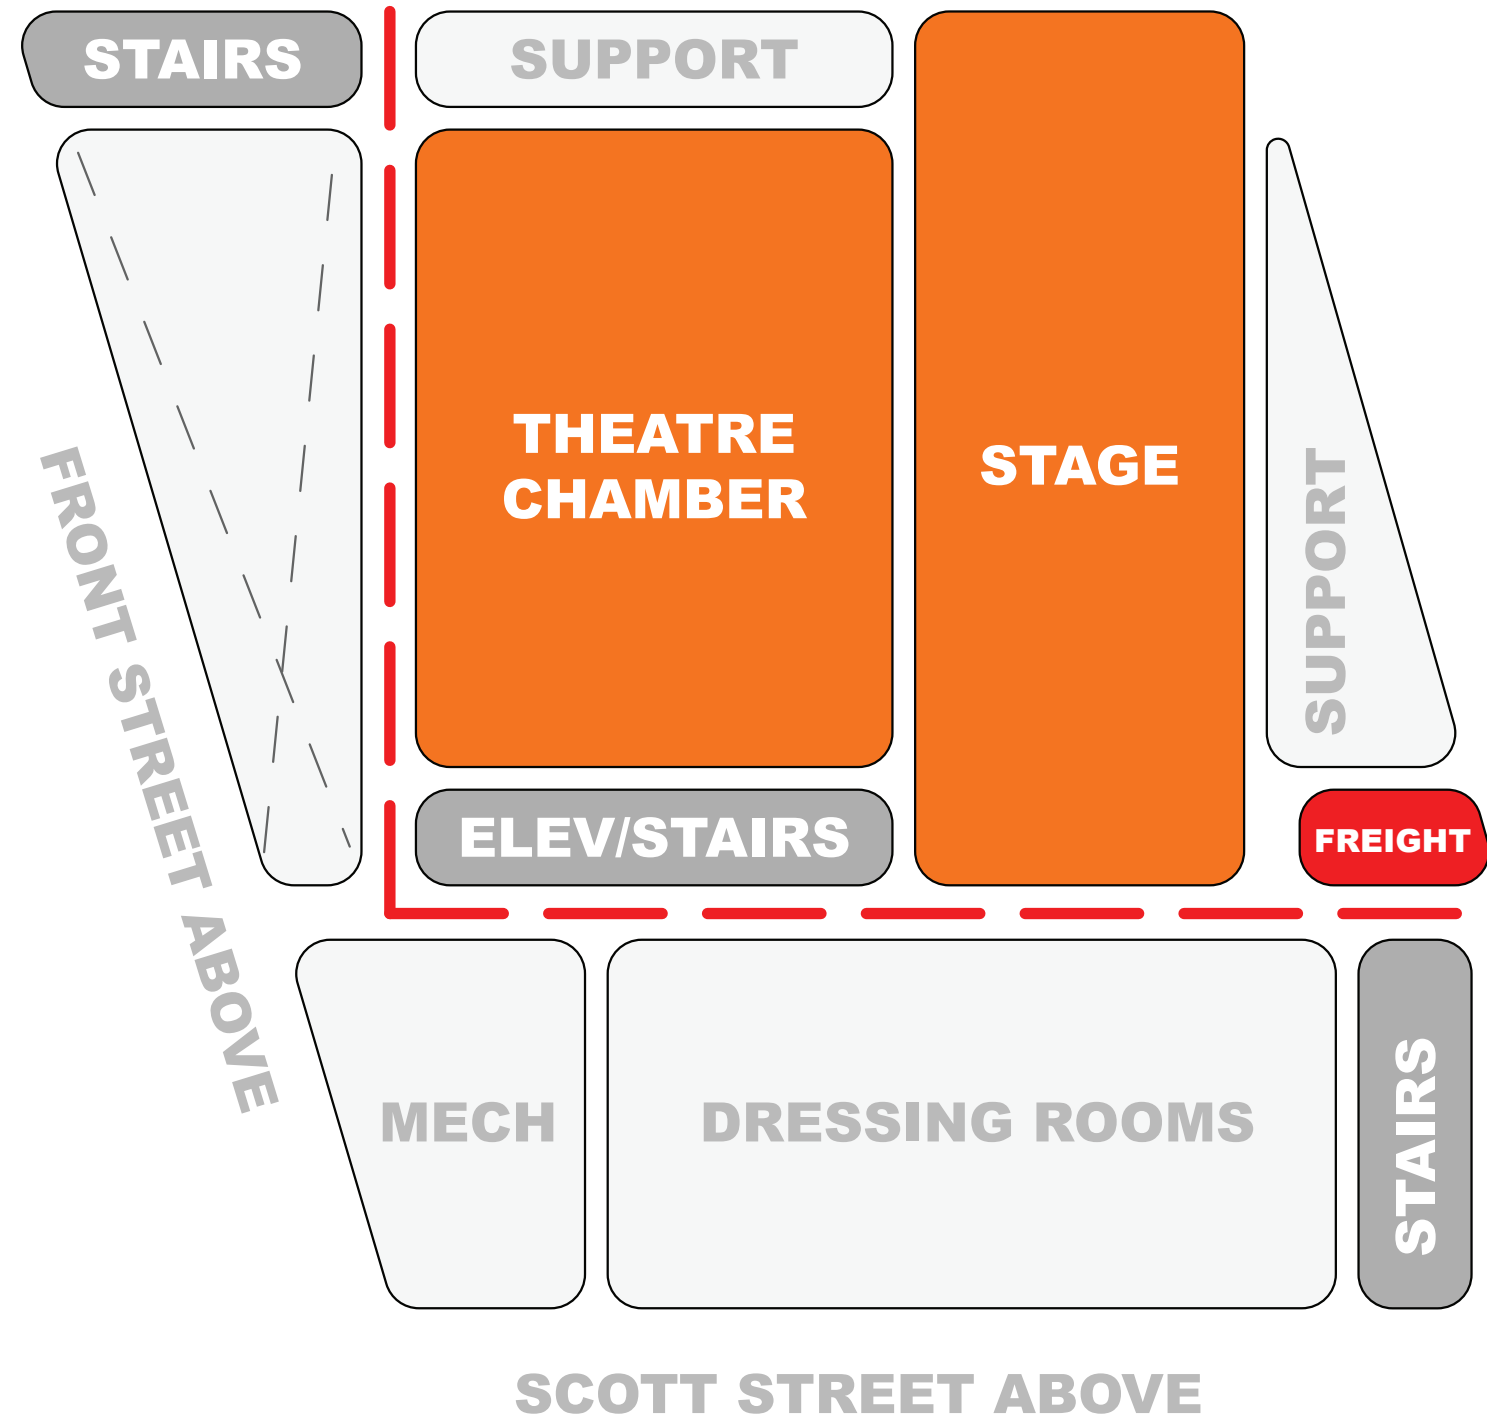 STAIRS
SUPPORT
THEATRE
CHAMBER
STAGE
SUPPORT
FRONT STREET ABOVE
ELEV/STAIRS
FREIGHT
MECH
DRESSING ROOMS
STAIRS
SCOTT STREET ABOVE